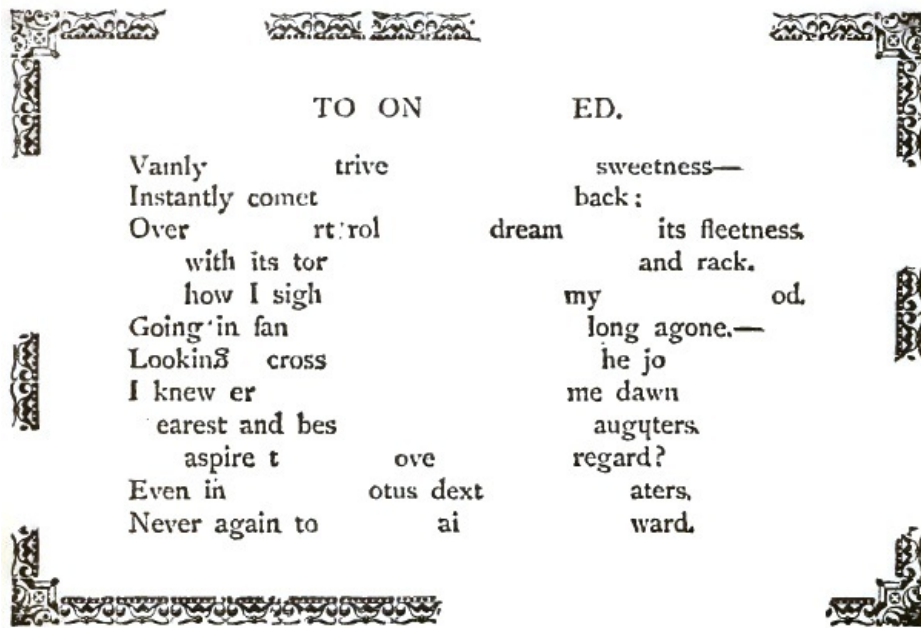 TO ON ED.
Vainly trive sweetness—
Instantly comet back;
Over rt:rol dream its fleetness,
with its tor and rack.
how I sigh my od.
Going in fan long agone.—
Looking cross he jo
I knew er me dawn
earest and bes augyters.
aspire t ove regard?
Even in otus dext aters,
Never again to ai ward.